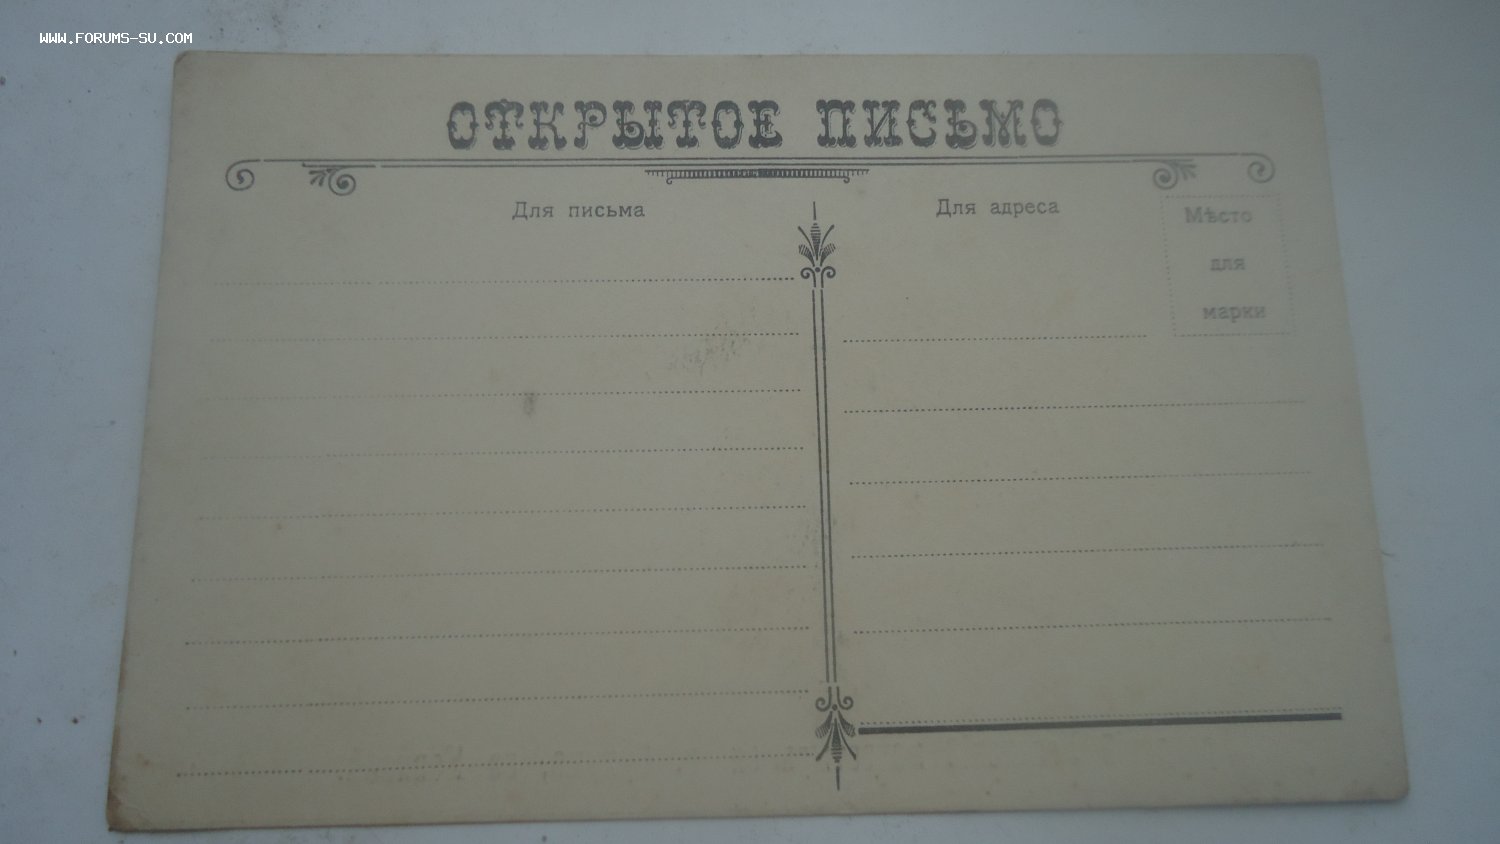 WWW.FORUMS-SU.COM
ОТКРЫТОЕ ПИСЬМО
Для письма
Для адреса
Мѣсто
для
марки